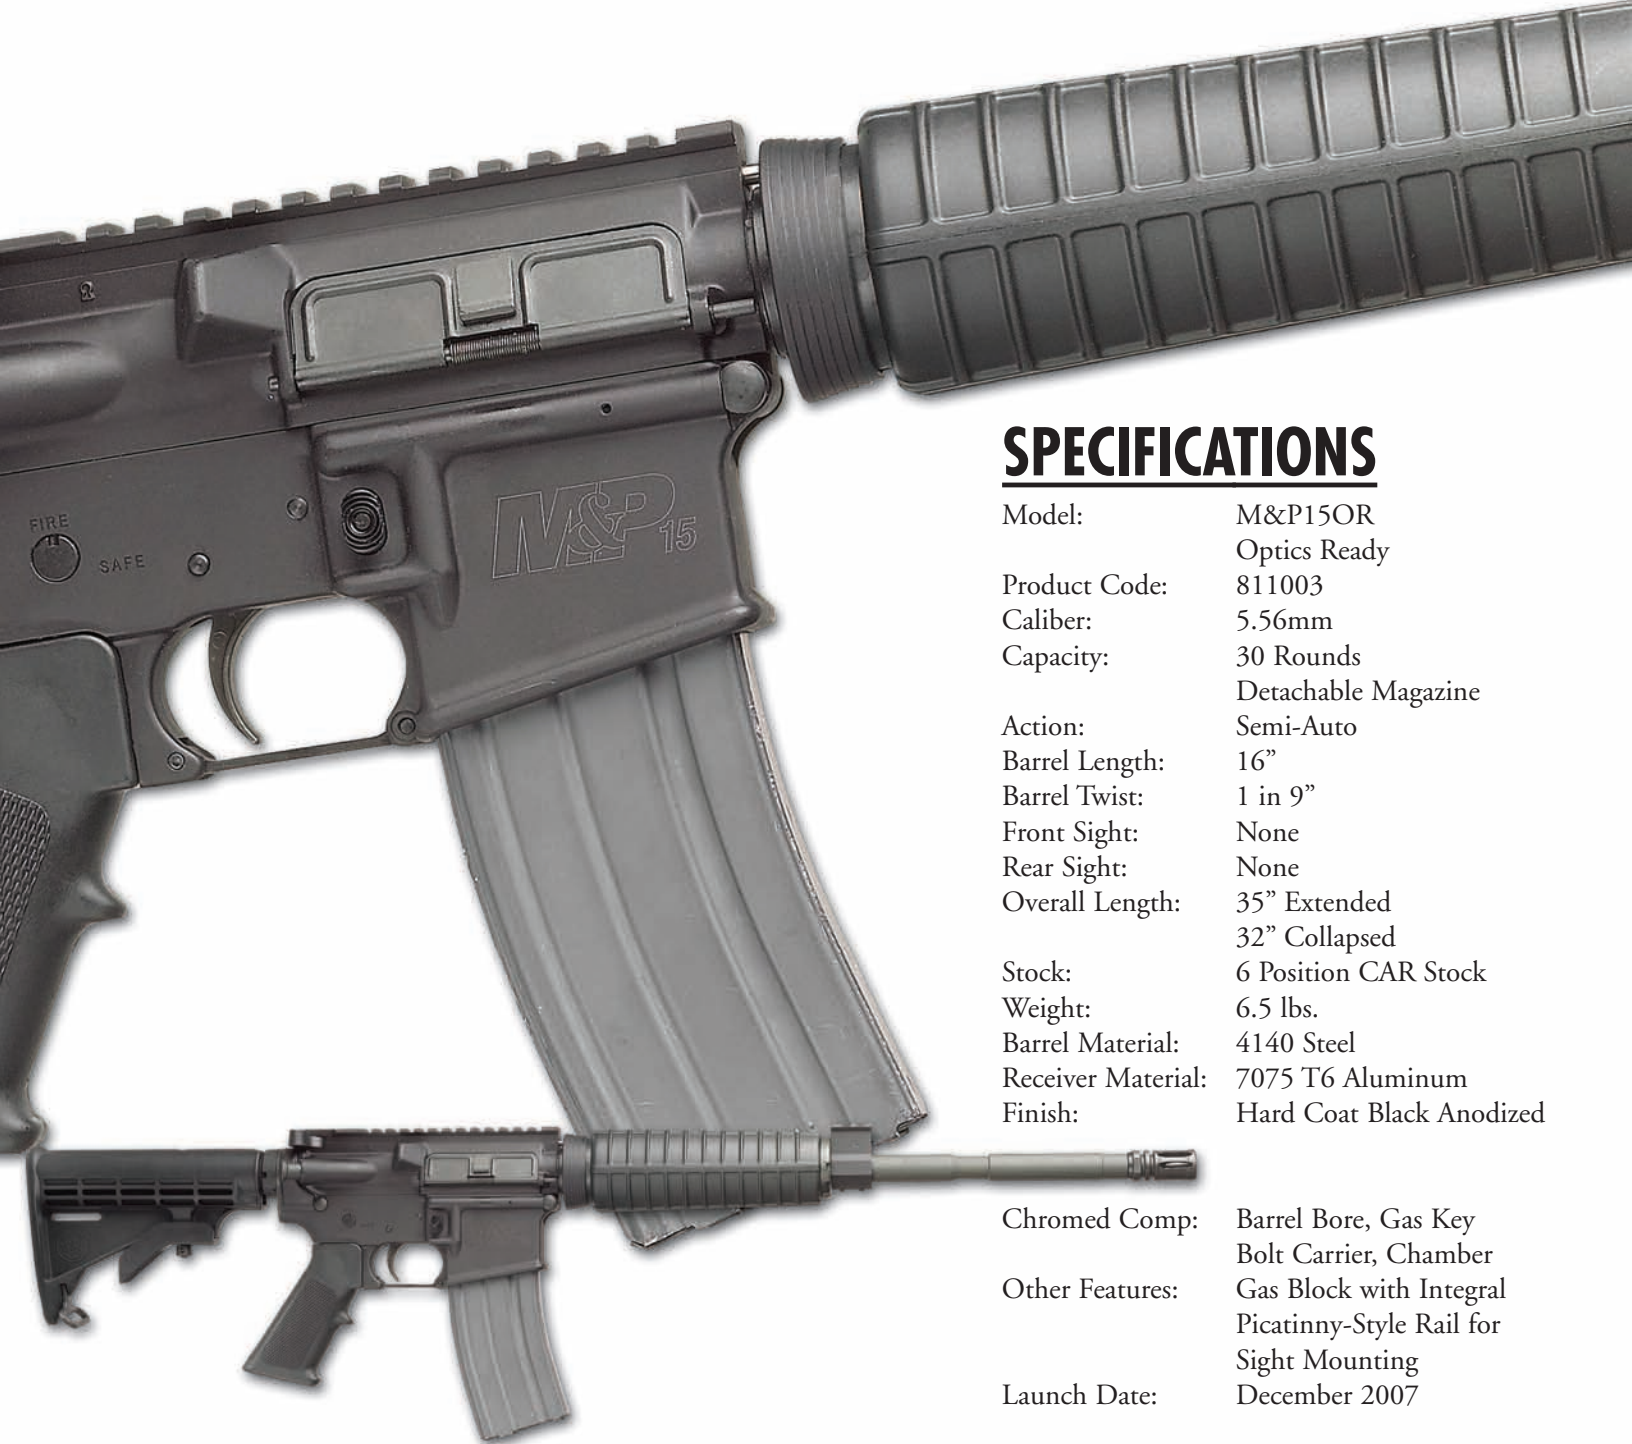 FIRE
SAFE
M&P15
SPECIFICATIONS
Model: M&P15OR
Optics Ready
Product Code: 811003
Caliber: 5.56mm
Capacity: 30 Rounds
Detachable Magazine
Action: Semi-Auto
Barrel Length: 16”
Barrel Twist: 1 in 9”
Front Sight: None
Rear Sight: None
Overall Length: 35” Extended
32” Collapsed
Stock: 6 Position CAR Stock
Weight: 6.5 lbs.
Barrel Material: 4140 Steel
Receiver Material: 7075 T6 Aluminum
Finish: Hard Coat Black Anodized
Chromed Comp: Barrel Bore, Gas Key
Bolt Carrier, Chamber
Other Features: Gas Block with Integral
Picatinny-Style Rail for
Sight Mounting
Launch Date: December 2007